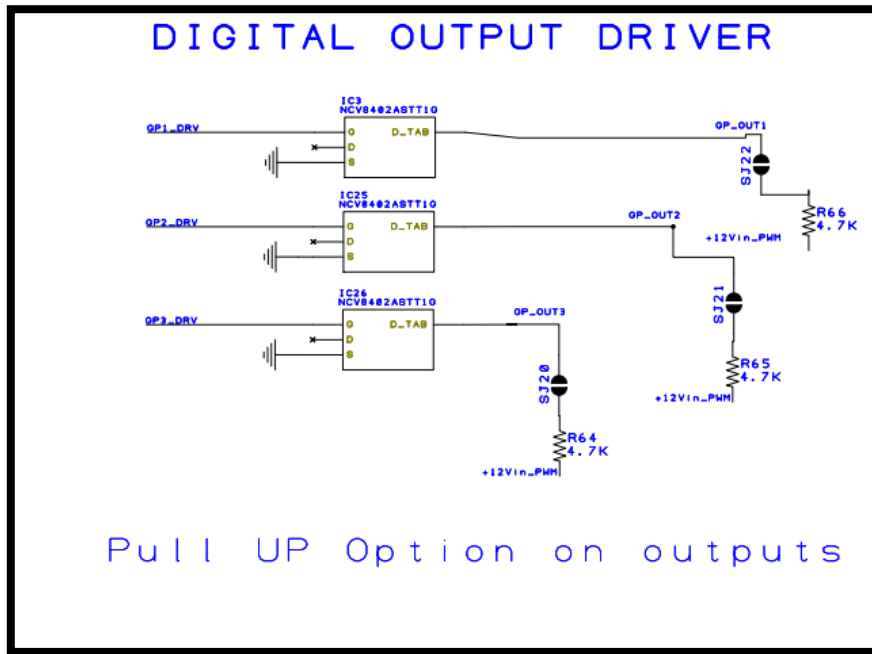 DIGITAL OUTPUT DRIVER
IC3
NCV8402ASTT1G
GP1_DRV
G
D_TAB
D
S
GP_OUT1
SJ22
R66
4.7K
+12Vin_PWM
IC25
NCV8402ASTT1G
GP2_DRV
G
D_TAB
D
S
GP_OUT2
SJ21
R65
4.7K
+12Vin_PWM
IC26
NCV8402ASTT1G
GP3_DRV
G
D_TAB
D
S
GP_OUT3
SJ20
R64
4.7K
+12Vin_PWM
Pull UP Option on outputs